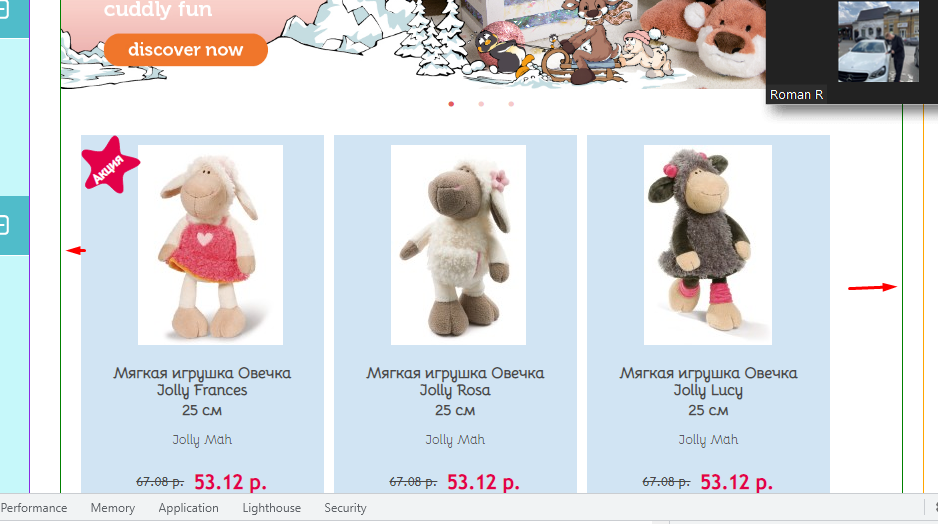 cuddly fun
discover now
Roman R
Акция
Мягкая игрушка Овечка
Jolly Frances
25 см
Jolly Mah
67.08 р. 53.12 р.
Мягкая игрушка Овечка
Jolly Rosa
25 см
Jolly Mah
67.08 р. 53.12 р.
Мягкая игрушка Овечка
Jolly Lucy
25 см
Jolly Mah
67.08 р. 53.12 р.
Performance Memory Application Lighthouse Security